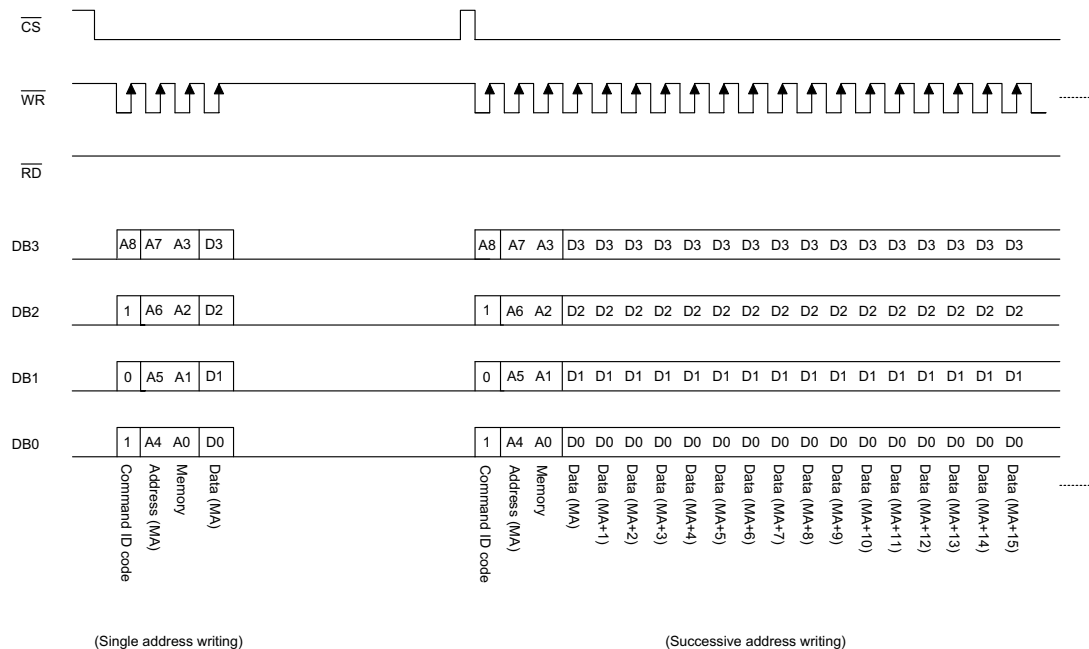 CS
WR
RD
DB3 A8 A7 A3 D3 A8 A7 A3 D3 D3 D3 D3 D3 D3 D3 D3 D3 D3 D3 D3 D3 D3 D3 D3
DB2 1 A6 A2 D2 1 A6 A2 D2 D2 D2 D2 D2 D2 D2 D2 D2 D2 D2 D2 D2 D2 D2 D2
DB1 0 A5 A1 D1 0 A5 A1 D1 D1 D1 D1 D1 D1 D1 D1 D1 D1 D1 D1 D1 D1 D1 D1
DB0 1 A4 A0 D0 1 A4 A0 D0 D0 D0 D0 D0 D0 D0 D0 D0 D0 D0 D0 D0 D0 D0 D0
Command ID code
Address (MA)
Memory
Data (MA)
Command ID code
Address (MA)
Memory
Data (MA)
Data (MA+1)
Data (MA+2)
Data (MA+3)
Data (MA+4)
Data (MA+5)
Data (MA+6)
Data (MA+7)
Data (MA+8)
Data (MA+9)
Data (MA+10)
Data (MA+11)
Data (MA+12)
Data (MA+13)
Data (MA+14)
Data (MA+15)
(Single address writing)
(Successive address writing)